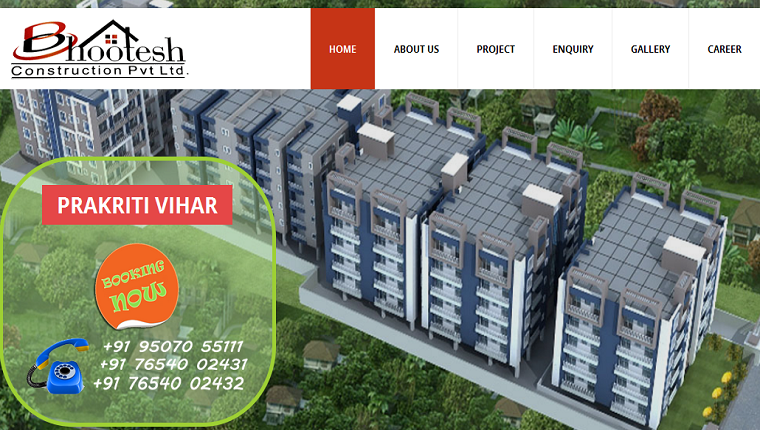 Bhootesh
Construction Pvt Ltd.
HOME ABOUT US PROJECT ENQUIRY GALLERY CAREER
PRAKRITI VIHAR
BOOKING
NOW
+91 95070 55111
+91 76540 02431
+91 76540 02432